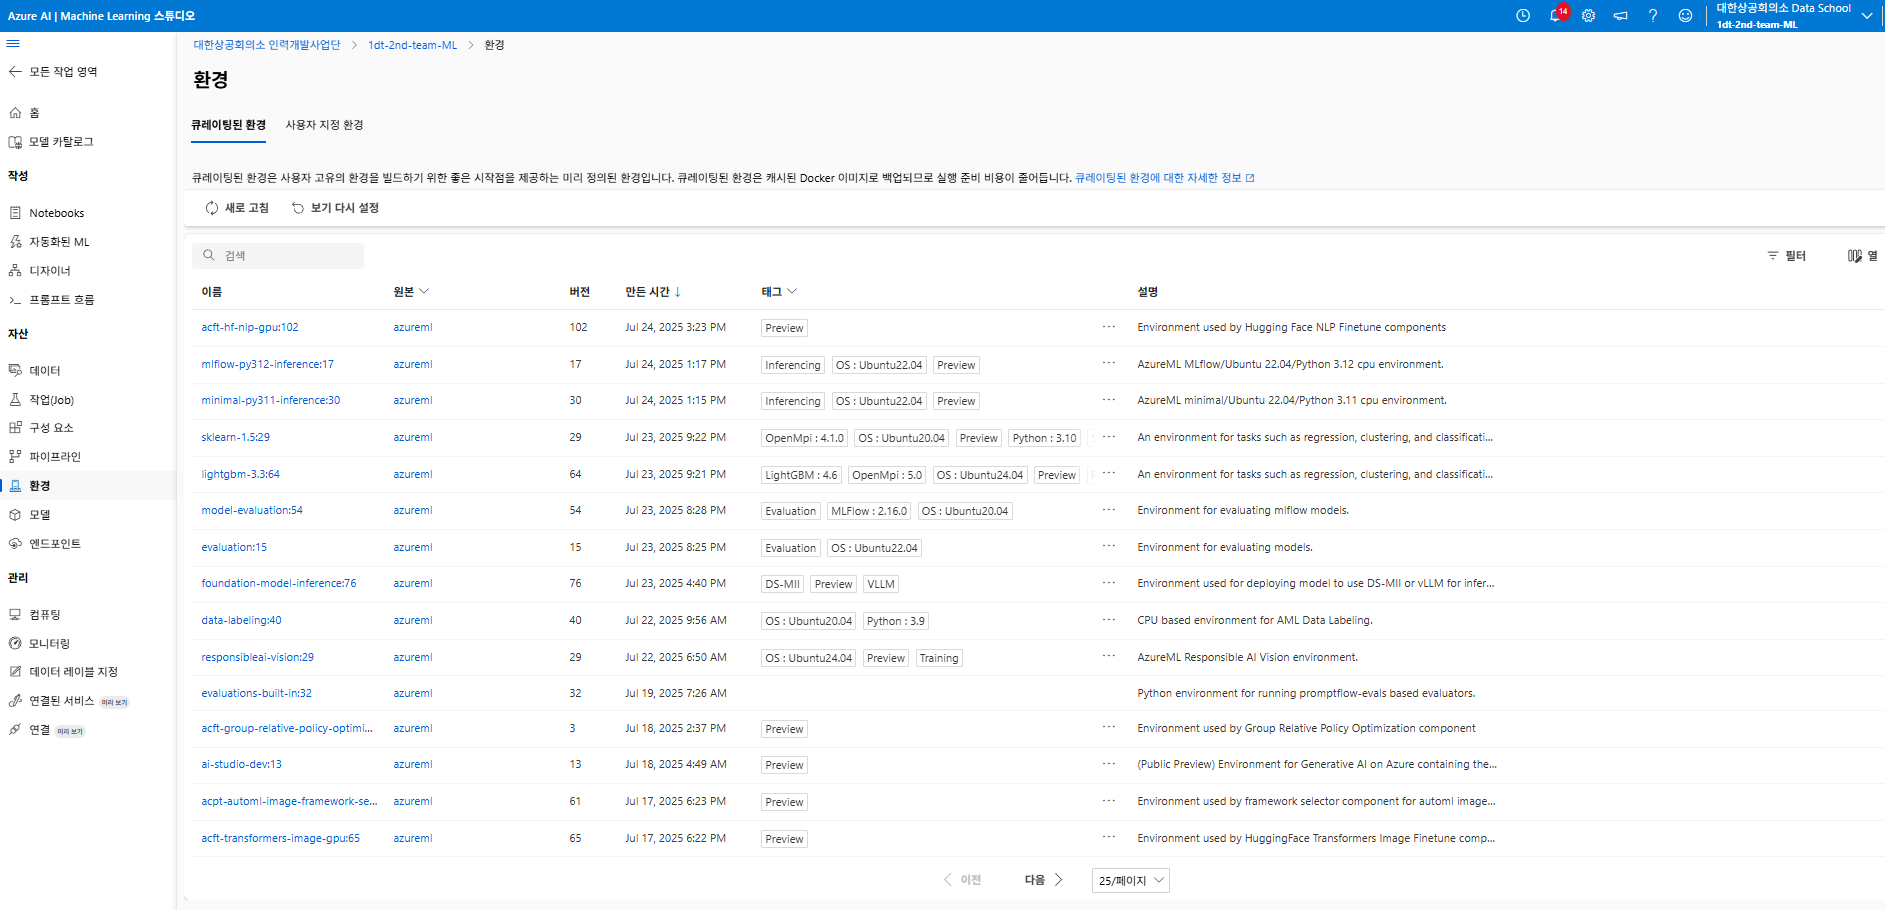 Azure AI | Machine Learning 스튜디오
14
대한상공회의소 Data School
1dt-2nd-team-ML
대한상공회의소 인력개발사업단 > 1dt-2nd-team-ML > 환경
모든 작업 영역
홈
모델 카탈로그
작성
Notebooks
자동화된 ML
디자이너
프롬프트 흐름
자산
데이터
작업(Job)
구성 요소
파이프라인
환경
모델
엔드포인트
관리
컴퓨팅
모니터링
데이터 레이블 지정
연결된 서비스 미리 보기
연결 미리 보기
환경
큐레이팅된 환경 사용자 지정 환경
큐레이팅된 환경은 사용자 고유의 환경을 빌드하기 위한 좋은 시작점을 제공하는 미리 정의된 환경입니다. 큐레이팅된 환경은 캐시된 Docker 이미지로 백업되므로 실행 준비 비용이 줄어듭니다. 큐레이팅된 환경에 대한 자세한 정보
새로 고침 보기 다시 설정
검색 필터 열
이름 원본 버전 만든 시간 ↓ 태그 설명
acft-hf-nlp-gpu:102 azureml 102 Jul 24, 2025 3:23 PM Preview ... Environment used by Hugging Face NLP Finetune components
mlflow-py312-inference:17 azureml 17 Jul 24, 2025 1:17 PM Inferencing OS : Ubuntu22.04 Preview ... AzureML MLflow/Ubuntu 22.04/Python 3.12 cpu environment.
minimal-py311-inference:30 azureml 30 Jul 24, 2025 1:15 PM Inferencing OS : Ubuntu22.04 Preview ... AzureML minimal/Ubuntu 22.04/Python 3.11 cpu environment.
sklearn-1.5:29 azureml 29 Jul 23, 2025 9:22 PM OpenMpi : 4.1.0 OS : Ubuntu20.04 Preview Python : 3.10 ... An environment for tasks such as regression, clustering, and classificati...
lightgbm-3.3:64 azureml 64 Jul 23, 2025 9:21 PM LightGBM : 4.6 OpenMpi : 5.0 OS : Ubuntu24.04 Preview ... An environment for tasks such as regression, clustering, and classificati...
model-evaluation:54 azureml 54 Jul 23, 2025 8:28 PM Evaluation MLFlow : 2.16.0 OS : Ubuntu20.04 ... Environment for evaluating mlflow models.
evaluation:15 azureml 15 Jul 23, 2025 8:25 PM Evaluation OS : Ubuntu22.04 ... Environment for evaluating models.
foundation-model-inference:76 azureml 76 Jul 23, 2025 4:40 PM DS-MII Preview VLLM ... Environment used for deploying model to use DS-MII or vLLM for infer...
data-labeling:40 azureml 40 Jul 22, 2025 9:56 AM OS : Ubuntu20.04 Python : 3.9 ... CPU based environment for AML Data Labeling.
responsibleai-vision:29 azureml 29 Jul 22, 2025 6:50 AM OS : Ubuntu24.04 Preview Training ... AzureML Responsible AI Vision environment.
evaluations-built-in:32 azureml 32 Jul 19, 2025 7:26 AM Python environment for running promptflow-evals based evaluators.
acft-group-relative-policy-optimi... azureml 3 Jul 18, 2025 2:37 PM Preview ... Environment used by Group Relative Policy Optimization component
ai-studio-dev:13 azureml 13 Jul 18, 2025 4:49 AM Preview ... (Public Preview) Environment for Generative AI on Azure containing the...
acpt-automl-image-framework-se... azureml 61 Jul 17, 2025 6:23 PM Preview ... Environment used by framework selector component for automl image...
acft-transformers-image-gpu:65 azureml 65 Jul 17, 2025 6:22 PM Preview ... Environment used by HuggingFace Transformers Image Finetune comp...
이전 다음 25/페이지